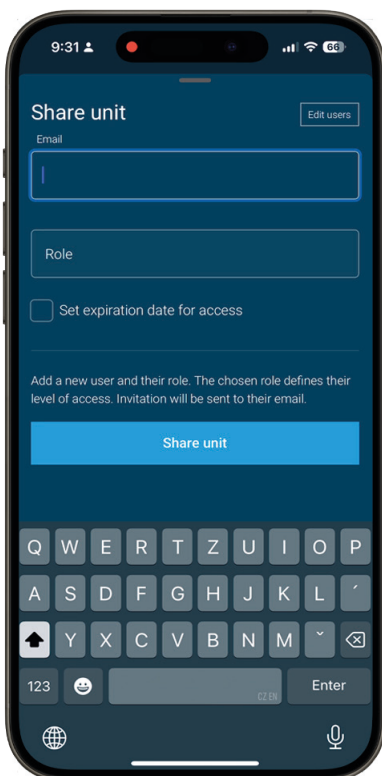 9:31
66
Share unit
Edit users
Email
Role
Set expiration date for access
Add a new user and their role. The chosen role defines their
level of access. Invitation will be sent to their email.
Share unit
Q W E R T Z U I O P
A S D F G H J K L ´
Y X C V B N M ˇ
123
CZ EN
Enter